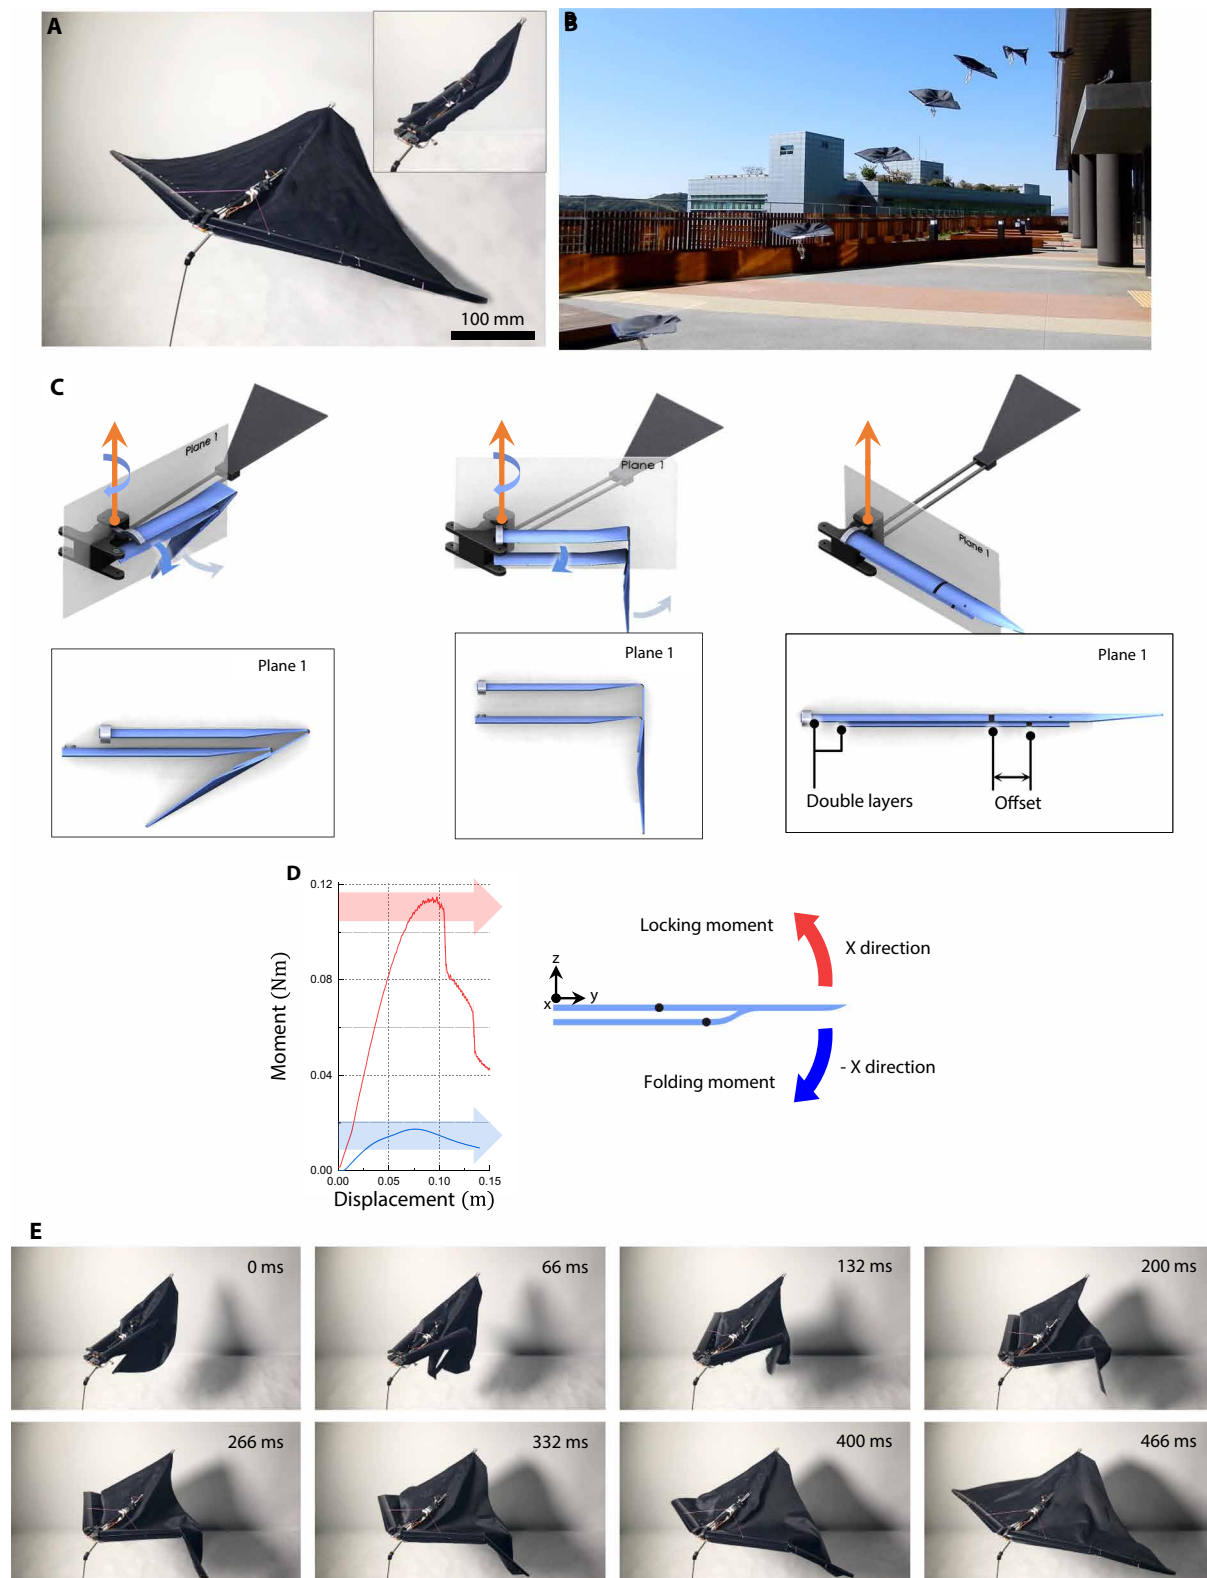 A
100 mm
B
C
Plane 1
Plane 1
Plane 1
Plane 1
Plane 1
Plane 1
Double layers
Offset
D
0.12
0.08
0.04
0.00
0.00
0.05
0.10
0.15
Moment (Nm)
Displacement (m)
Locking moment
X direction
z
y
x
Folding moment
- X direction
E
0 ms
66 ms
132 ms
200 ms
266 ms
332 ms
400 ms
466 ms